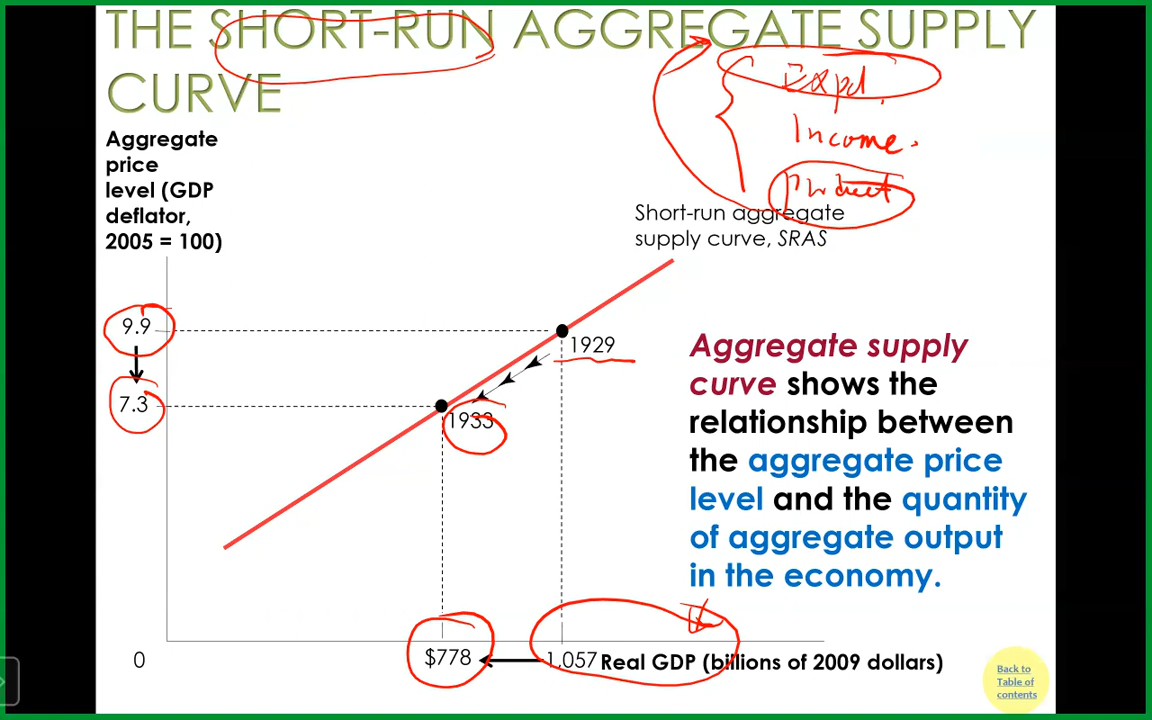 THE SHORT-RUN AGGREGATE SUPPLY
CURVE
Expd.
Income.
Product
Aggregate
price
level (GDP
deflator,
2005 = 100)
Short-run aggregate
supply curve, SRAS
9.9
1929
7.3
1933
Aggregate supply
curve shows the
relationship between
the aggregate price
level and the quantity
of aggregate output
in the economy.
0
$778
1,057
Real GDP (billions of 2009 dollars)
Back to
Table of
contents